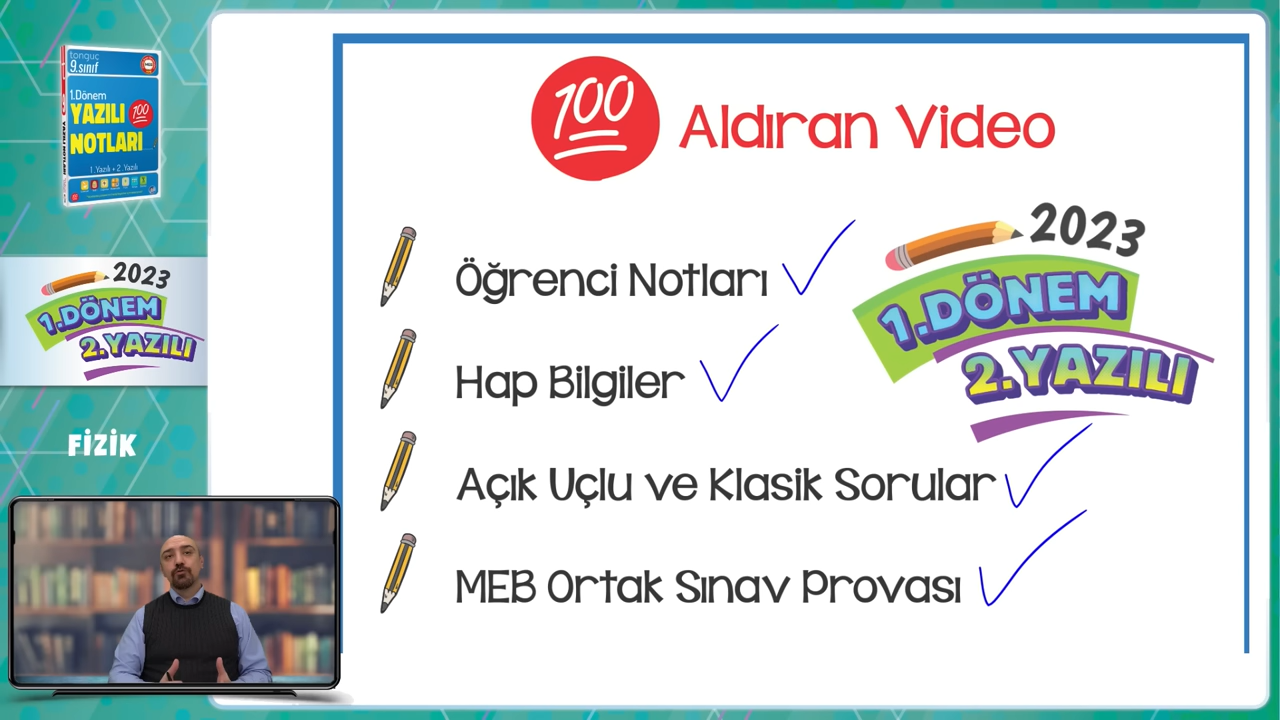 tonguç
9.sınıf
1.Dönem
YAZILI 100
NOTLARI
1.Yazılı + 2.Yazılı
YAZILI NOTLARI
2023
1.DÖNEM
2.YAZILI
FİZİK
100 Aldıran Video
Öğrenci Notları
Hap Bilgiler
Açık Uçlu ve Klasik Sorular
MEB Ortak Sınav Provası
2023
1.DÖNEM
2.YAZILI